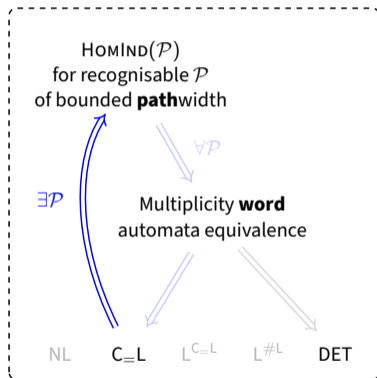 HOMIND(𝒫)
for recognisable 𝒫
of bounded pathwidth
∀𝒫
∃𝒫
Multiplicity word
automata equivalence
NL C₌L L^{C₌L} L^{#L} DET